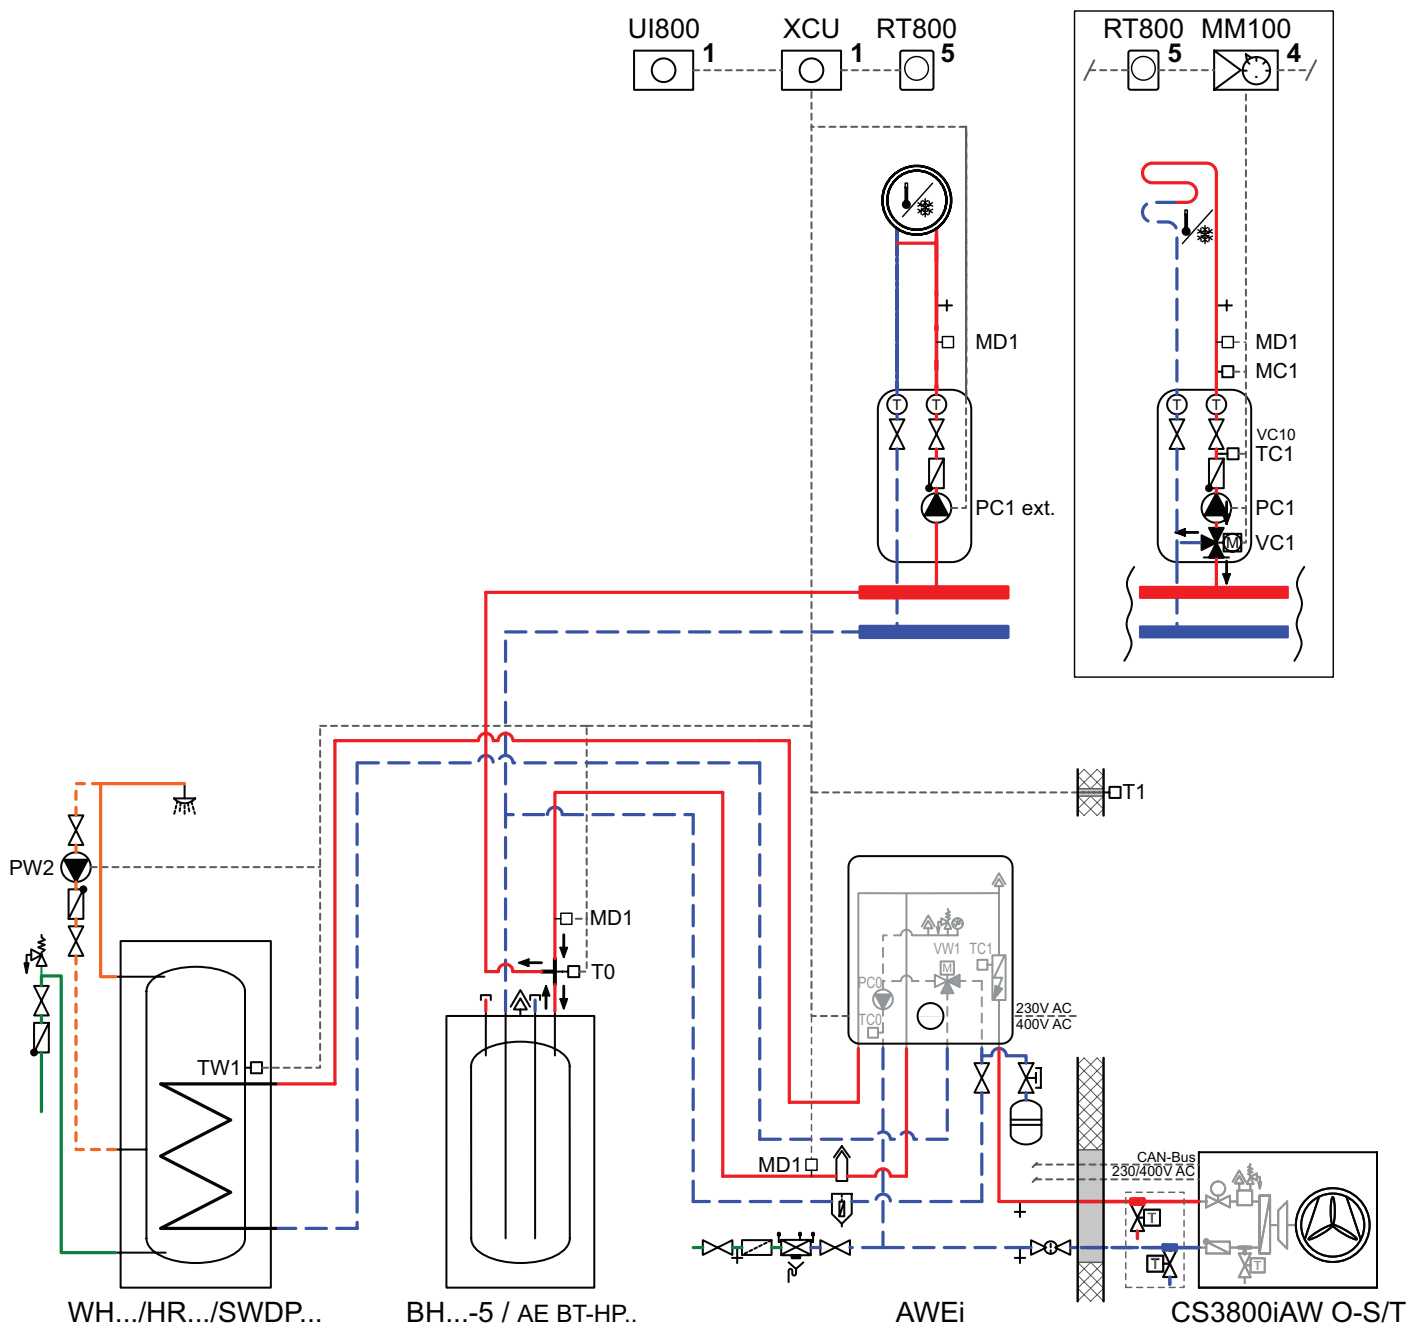 UI800 XCU RT800 RT800 MM100
1 1 5 5 4
MD1 MD1
MC1
T T T T
VC10
TC1
PC1 ext. PC1
M VC1
T1
PW2
MD1
T0
VW1 TC1
M
PC0
TC0
230V AC
400V AC
TW1
MD1
CAN-Bus
230/400V AC
T
T T
WH.../HR.../SWDP... BH...-5 / AE BT-HP.. AWEi CS3800iAW O-S/T